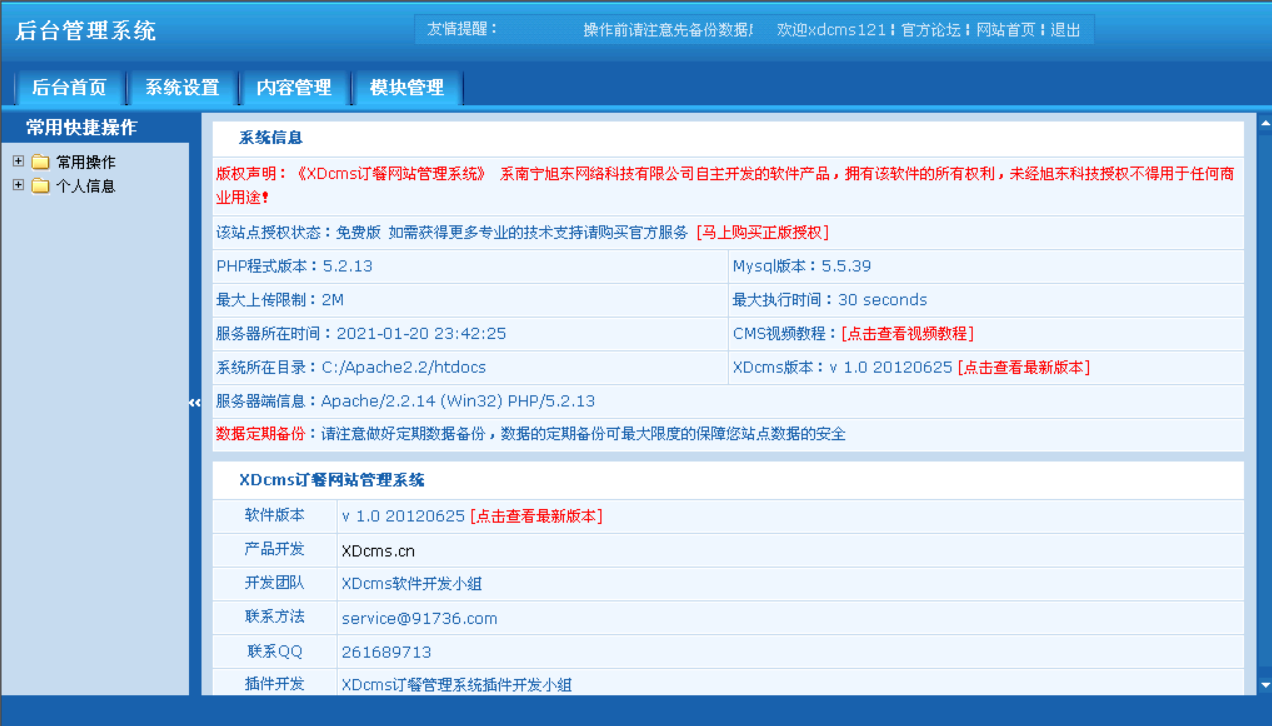 后台管理系统
友情提醒： 操作前请注意先备份数据! 欢迎xdcms121 ¦ 官方论坛 ¦ 网站首页 ¦ 退出
后台首页 系统设置 内容管理 模块管理
常用快捷操作
常用操作
个人信息
系统信息
版权声明：《XDcms订餐网站管理系统》 系南宁旭东网络科技有限公司自主开发的软件产品，拥有该软件的所有权利，未经旭东科技授权不得用于任何商
业用途!
该站点授权状态：免费版 如需获得更多专业的技术支持请购买官方服务 [马上购买正版授权]
PHP程式版本：5.2.13 Mysql版本：5.5.39
最大上传限制：2M 最大执行时间：30 seconds
服务器所在时间：2021-01-20 23:42:25 CMS视频教程：[点击查看视频教程]
系统所在目录：C:/Apache2.2/htdocs XDcms版本：v 1.0 20120625 [点击查看最新版本]
服务器端信息：Apache/2.2.14 (Win32) PHP/5.2.13
数据定期备份：请注意做好定期数据备份，数据的定期备份可最大限度的保障您站点数据的安全
XDcms订餐网站管理系统
软件版本 v 1.0 20120625 [点击查看最新版本]
产品开发 XDcms.cn
开发团队 XDcms软件开发小组
联系方法 service@91736.com
联系QQ 261689713
插件开发 XDcms订餐管理系统插件开发小组